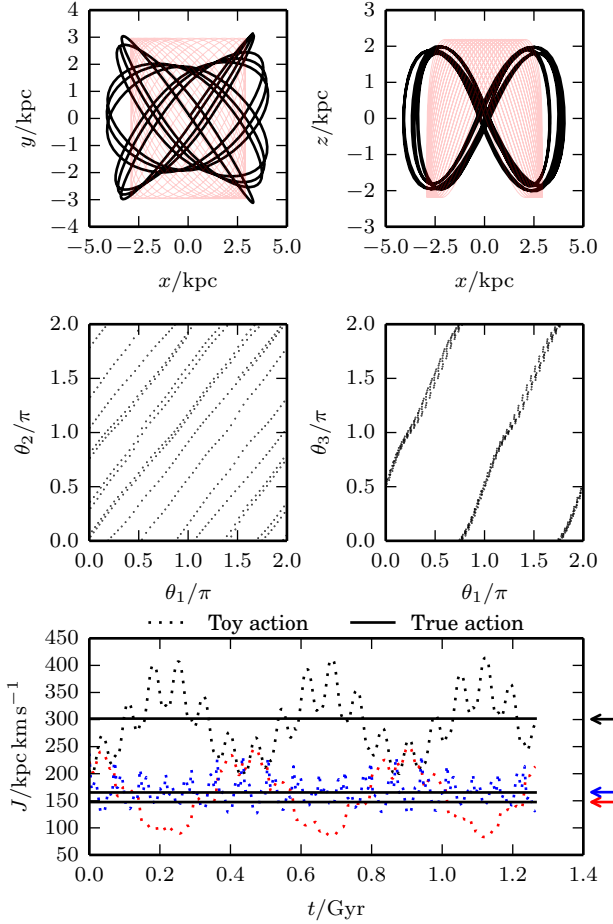 4
3
2
1
0
−1
−2
−3
−4
y/kpc
−5.0 −2.5 0.0 2.5 5.0
x/kpc
3
2
1
0
−1
−2
−3
z/kpc
−5.0 −2.5 0.0 2.5 5.0
x/kpc
2.0
1.5
1.0
0.5
0.0
θ2/π
0.0 0.5 1.0 1.5 2.0
θ1/π
2.0
1.5
1.0
0.5
0.0
θ3/π
0.0 0.5 1.0 1.5 2.0
θ1/π
Toy action True action
450
400
350
300
250
200
150
100
50
J/kpc km s−1
0.0 0.2 0.4 0.6 0.8 1.0 1.2 1.4
t/Gyr